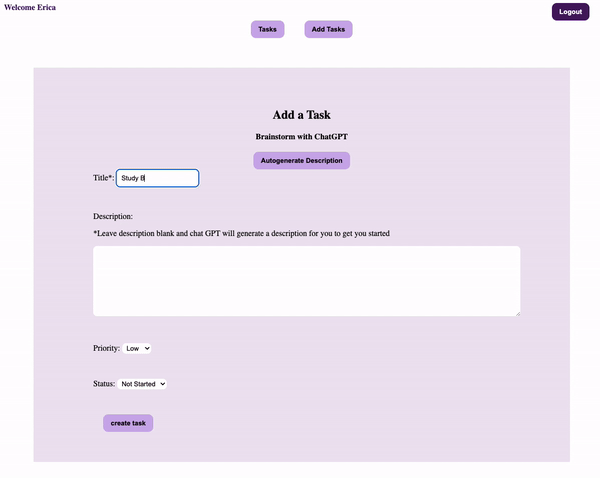 Welcome Erica
Logout
Tasks
Add Tasks
Add a Task
Brainstorm with ChatGPT
Autogenerate Description
Title*: Study B
Description:
*Leave description blank and chat GPT will generate a description for you to get you started
Priority: Low
Status: Not Started
create task